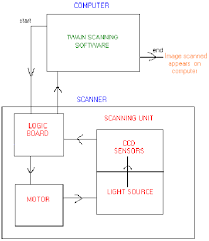 COMPUTER
start
TWAIN SCANNING
SOFTWARE
end
Image scanned
appears on
computer
SCANNER
SCANNING UNIT
LOGIC
BOARD
CCD
SENSORS
MOTOR
LIGHT SOURCE